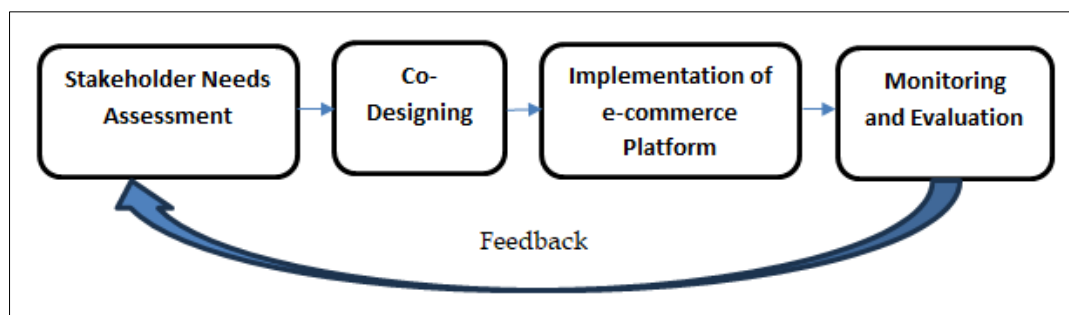 Stakeholder Needs
Assessment
Co-
Designing
Implementation of
e-commerce
Platform
Monitoring
and Evaluation
Feedback